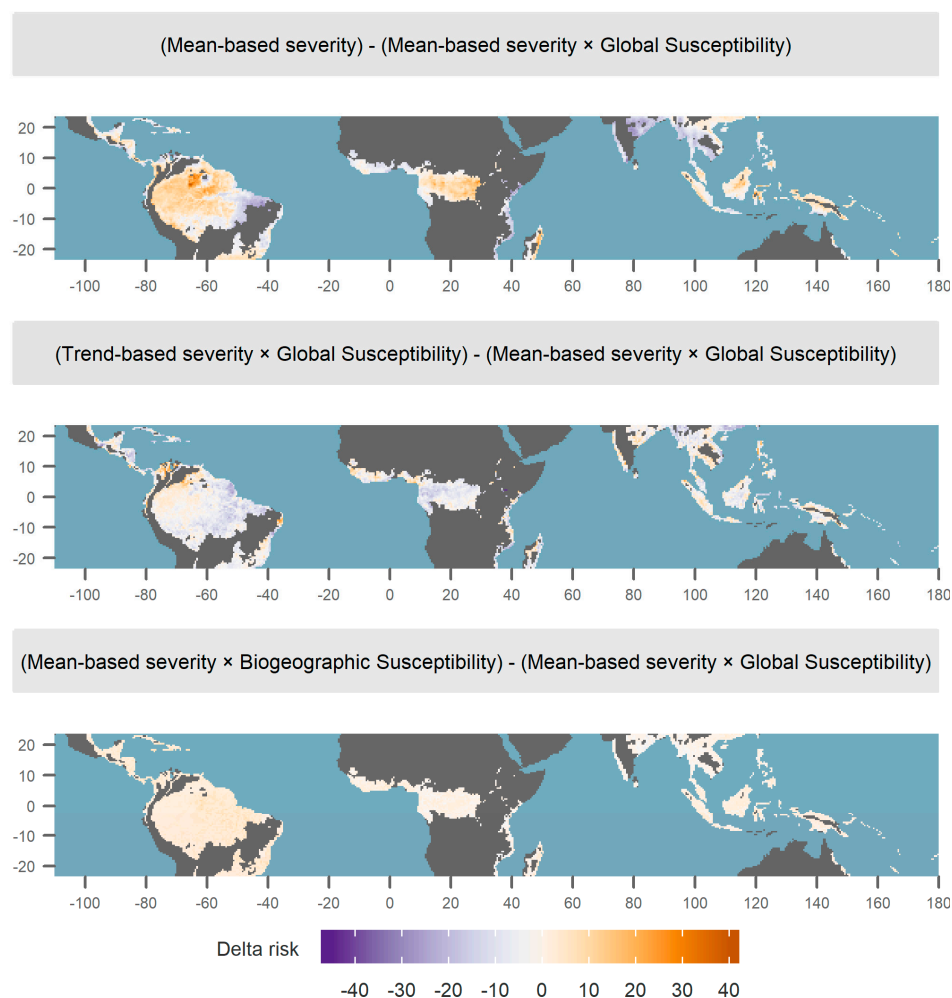 (Mean-based severity) - (Mean-based severity × Global Susceptibility)
20
10
0
-10
-20
-100 -80 -60 -40 -20 0 20 40 60 80 100 120 140 160 180
(Trend-based severity × Global Susceptibility) - (Mean-based severity × Global Susceptibility)
20
10
0
-10
-20
-100 -80 -60 -40 -20 0 20 40 60 80 100 120 140 160 180
(Mean-based severity × Biogeographic Susceptibility) - (Mean-based severity × Global Susceptibility)
20
10
0
-10
-20
-100 -80 -60 -40 -20 0 20 40 60 80 100 120 140 160 180
Delta risk
-40 -30 -20 -10 0 10 20 30 40